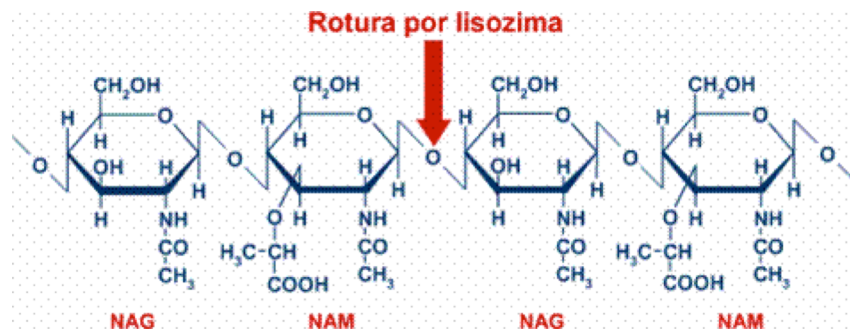 Rotura por lisozima
CH2OH CH2OH CH2OH CH2OH
O O O O
H H H H
H H H H
O OH H O H O OH H O H O
H H H H
H NH O H NH H NH O H NH
CO H3C-CH CO CO H3C-CH CO
CH3 COOH CH3 CH3 COOH CH3
NAG NAM NAG NAM